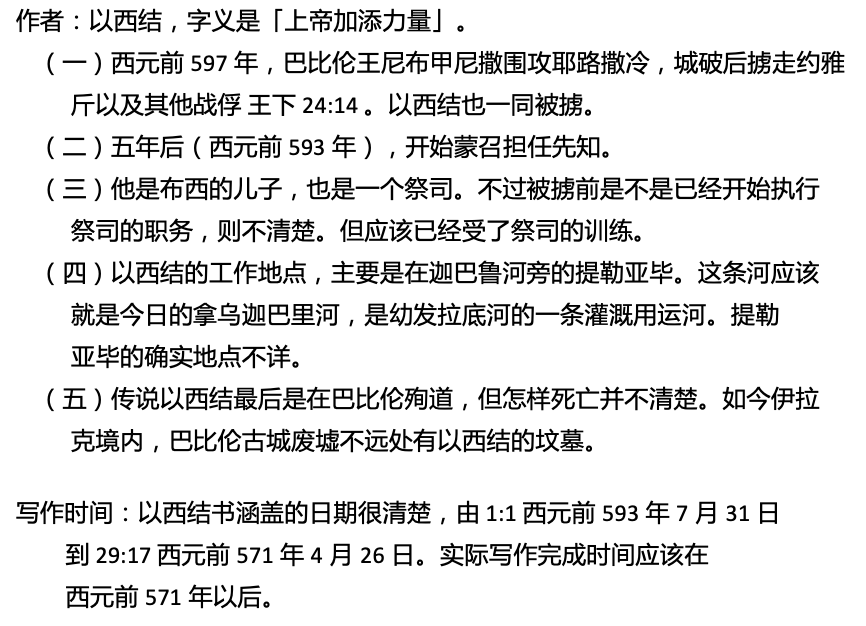 作者：以西结，字义是「上帝加添力量」。
（一）西元前 597 年，巴比伦王尼布甲尼撒围攻耶路撒冷，城破后掳走约雅
斤以及其他战俘 王下 24:14 。以西结也一同被掳。
（二）五年后（西元前 593 年），开始蒙召担任先知。
（三）他是布西的儿子，也是一个祭司。不过被掳前是不是已经开始执行
祭司的职务，则不清楚。但应该已经受了祭司的训练。
（四）以西结的工作地点，主要是在迦巴鲁河旁的提勒亚毕。这条河应该
就是今日的拿乌迦巴里河，是幼发拉底河的一条灌溉用运河。提勒
亚毕的确实地点不详。
（五）传说以西结最后是在巴比伦殉道，但怎样死亡并不清楚。如今伊拉
克境内，巴比伦古城废墟不远处有以西结的坟墓。
写作时间：以西结书涵盖的日期很清楚，由 1:1 西元前 593 年 7 月 31 日
到 29:17 西元前 571 年 4 月 26 日。实际写作完成时间应该在
西元前 571 年以后。